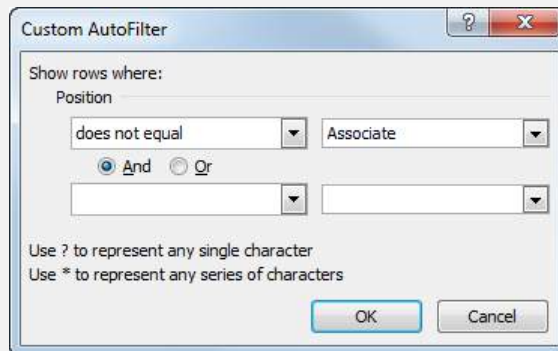 Custom AutoFilter
Show rows where:
Position
does not equal Associate
And Or
Use ? to represent any single character
Use * to represent any series of characters
OK Cancel